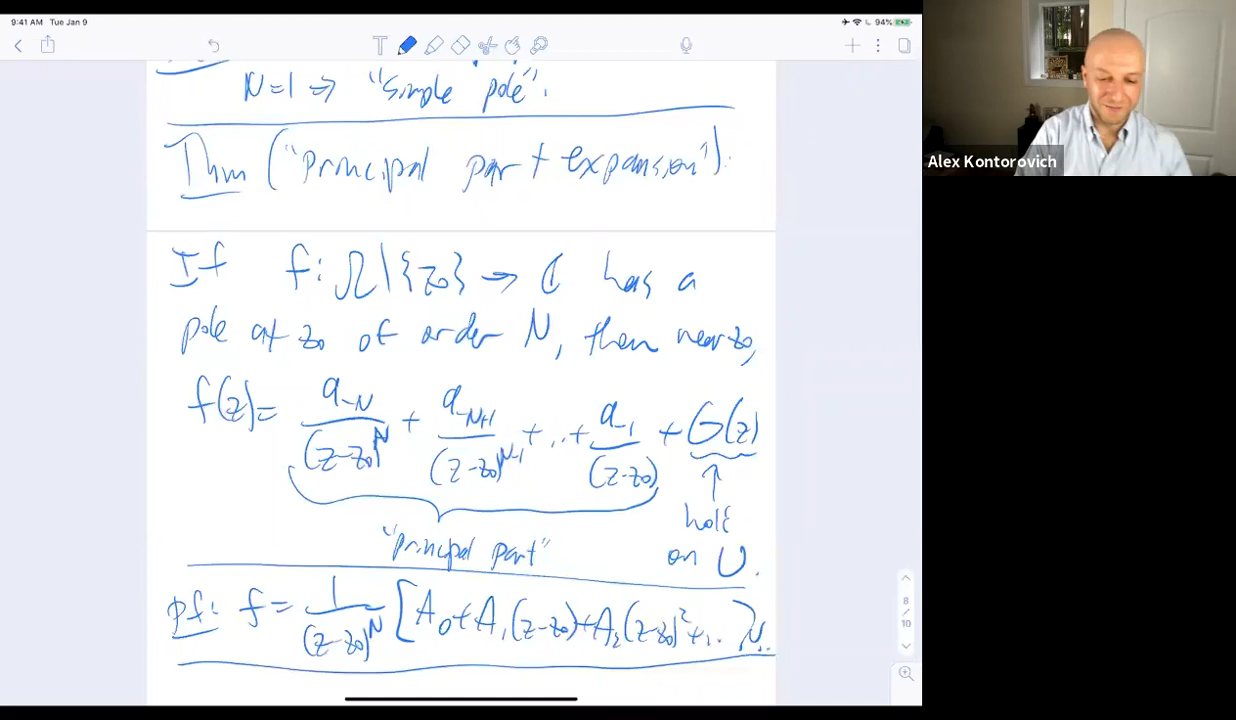 9:41 AM Tue Jan 9
94%
N=1 ⇒ "Simple pole".
Thm ("Principal part expansion").
If f: Ω\{z₀} → ℂ has a
pole at z₀ of order N, then near z₀,
f(z) = a₋N/(z-z₀)^N + a₋N+1/(z-z₀)^N-1 + ... + a₋1/(z-z₀) + G(z)
↑
"principal part"
hol
on U.
Pf: f = 1/(z-z₀)^N [A₀ + A₁(z-z₀) + A₂(z-z₀)² + ...
8
/
10
Alex Kontorovich